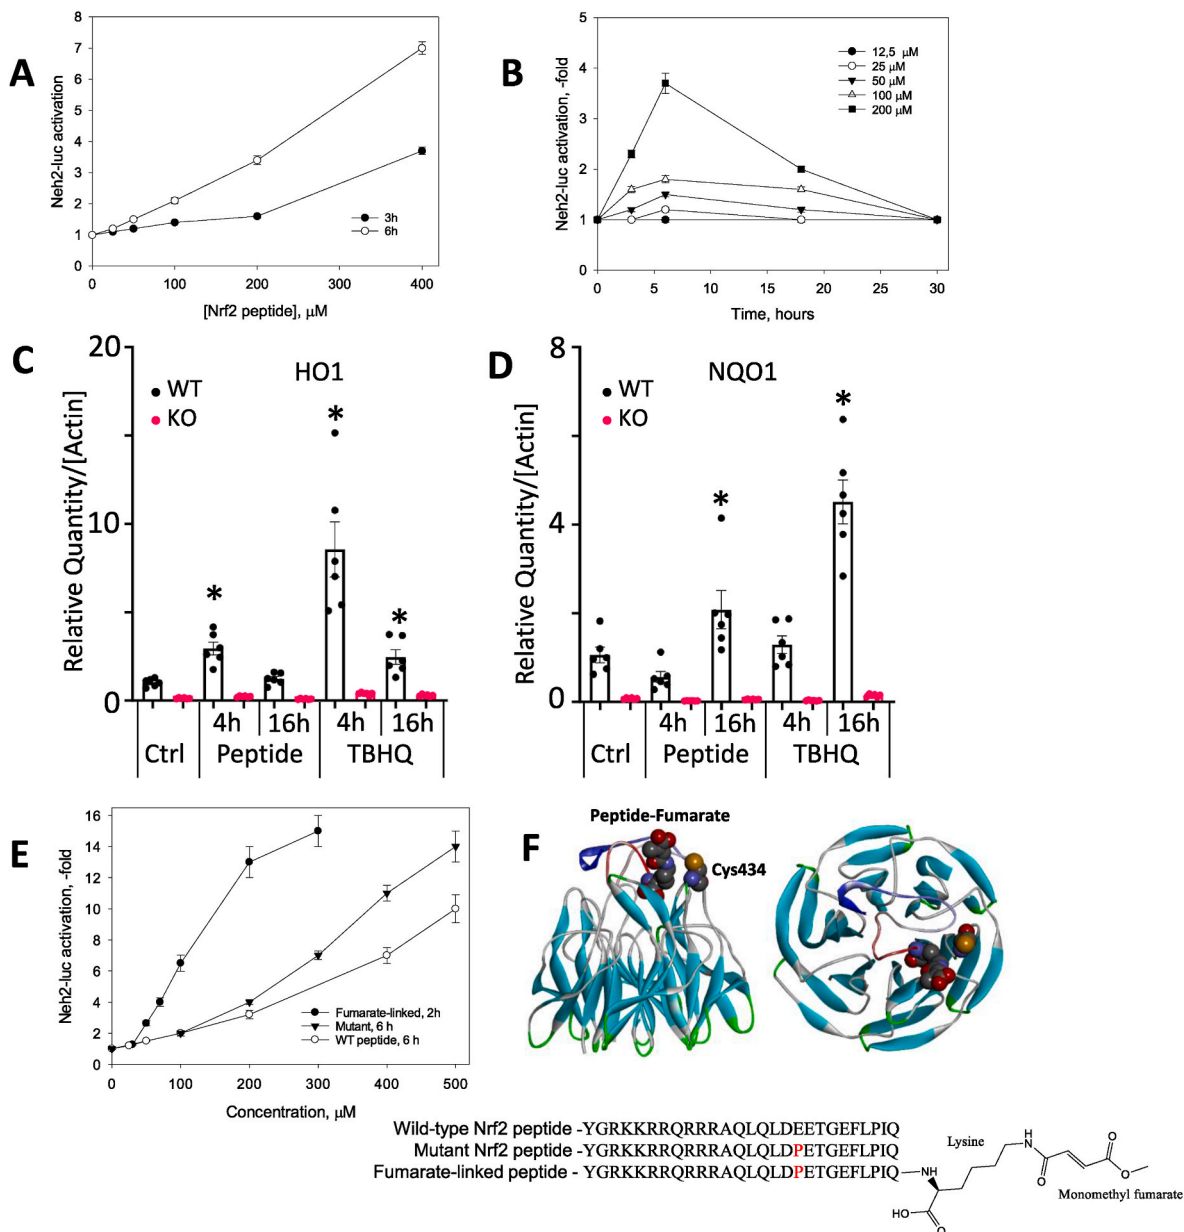 A
Neh2-luc activation
8
7
6
5
4
3
2
1
0
0 100 200 300 400
[Nrf2 peptide], μM
3h
6h
B
Neh2-luc activation, -fold
5
4
3
2
1
0
0 5 10 15 20 25 30
Time, hours
12,5 μM
25 μM
50 μM
100 μM
200 μM
C
HO1
WT
KO
Relative Quantity/[Actin]
20
10
0
* * *
4h 16h 4h 16h
Ctrl Peptide TBHQ
D
NQO1
WT
KO
Relative Quantity/[Actin]
8
4
0
* *
4h 16h 4h 16h
Ctrl Peptide TBHQ
E
Neh2-luc activation, -fold
16
14
12
10
8
6
4
2
0
0 100 200 300 400 500
Concentration, μM
Fumarate-linked, 2h
Mutant, 6 h
WT peptide, 6 h
F
Peptide-Fumarate
Cys434
Wild-type Nrf2 peptide -YGRKKRRQRRRAQLQLDEETGEFLPIQ
Mutant Nrf2 peptide -YGRKKRRQRRRAQLQLDPETGEFLPIQ
Fumarate-linked peptide -YGRKKRRQRRRAQLQLDPETGEFLPIQ
Lysine
Monomethyl fumarate
NH
HO
O
H
N
O
O
O